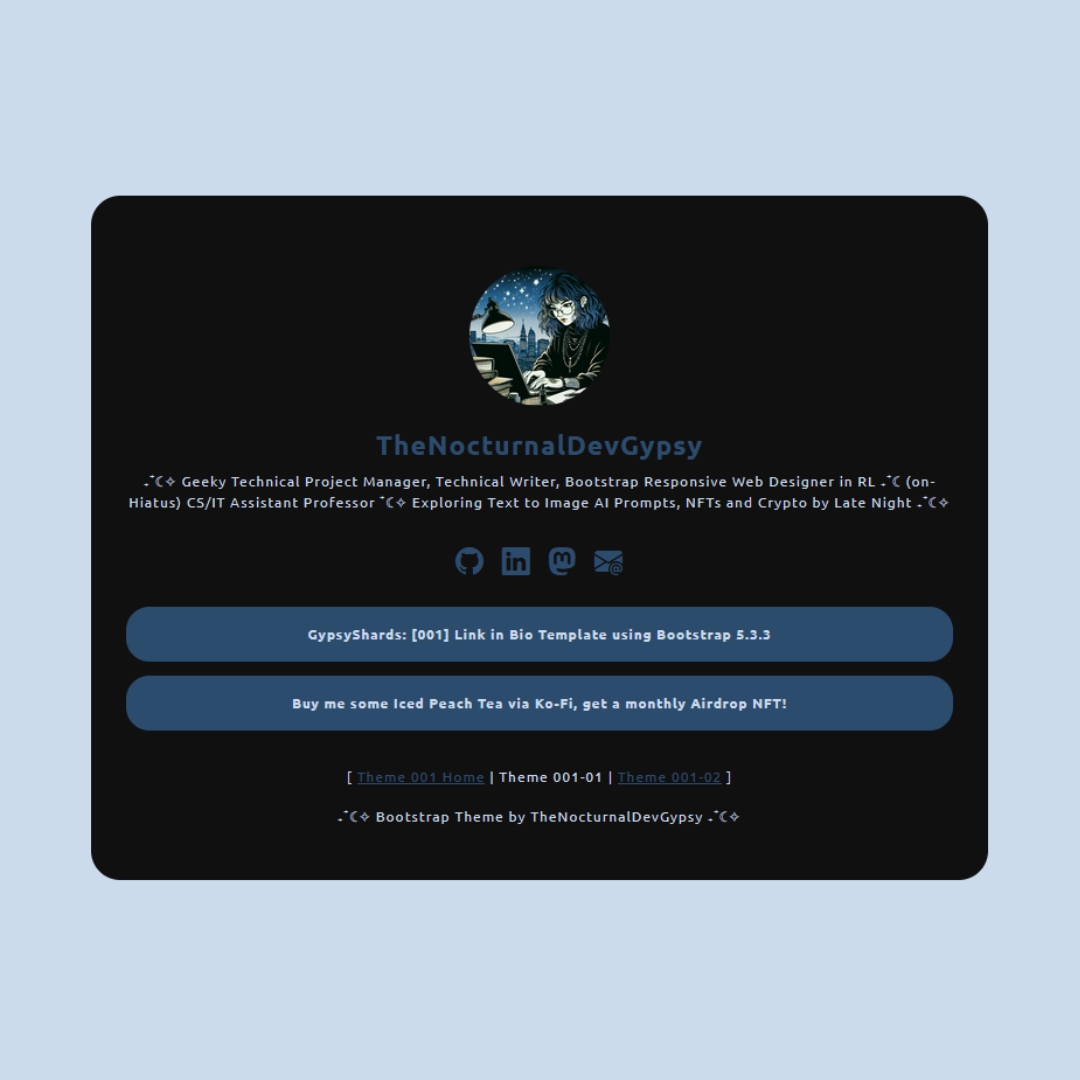 TheNocturnalDevGypsy
₊˚⁺☾✧ Geeky Technical Project Manager, Technical Writer, Bootstrap Responsive Web Designer in RL ₊˚⁺☾ (on-
Hiatus) CS/IT Assistant Professor ˚⁺☾✧ Exploring Text to Image AI Prompts, NFTs and Crypto by Late Night ₊˚⁺☾✧
GypsyShards: [001] Link in Bio Template using Bootstrap 5.3.3
Buy me some Iced Peach Tea via Ko-Fi, get a monthly Airdrop NFT!
[ Theme 001 Home | Theme 001-01 | Theme 001-02 ]
₊˚⁺☾✧ Bootstrap Theme by TheNocturnalDevGypsy ₊˚⁺☾✧